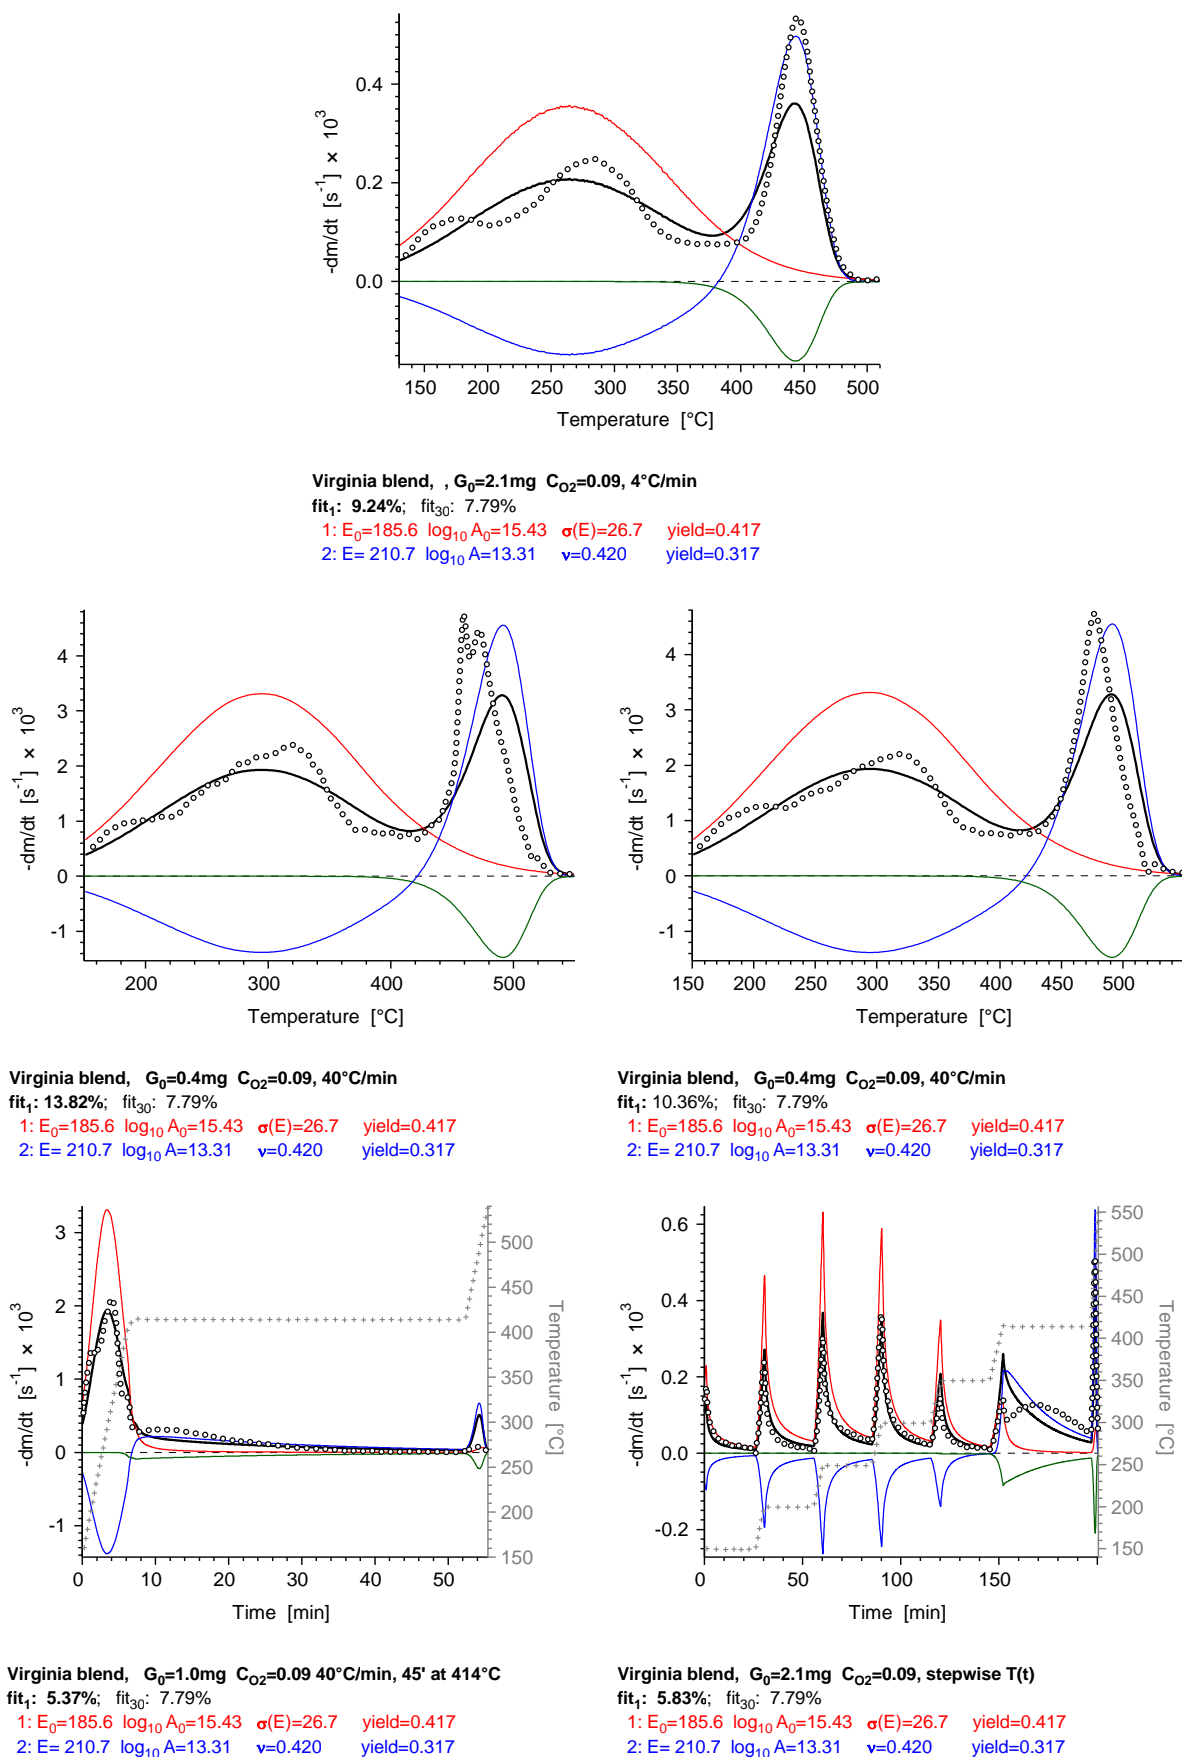 0.4
0.2
0.0
-dm/dt [s⁻¹] × 10³
150 200 250 300 350 400 450 500
Temperature [°C]
Virginia blend, , G₀=2.1mg C_O2=0.09, 4°C/min
fit₁: 9.24%; fit₃₀: 7.79%
1: E₀=185.6 log₁₀ A₀=15.43 σ(E)=26.7 yield=0.417
2: E= 210.7 log₁₀ A=13.31 ν=0.420 yield=0.317
4
3
2
1
0
-1
-dm/dt [s⁻¹] × 10³
200 300 400 500
Temperature [°C]
4
3
2
1
0
-1
-dm/dt [s⁻¹] × 10³
150 200 250 300 350 400 450 500
Temperature [°C]
Virginia blend, G₀=0.4mg C_O2=0.09, 40°C/min
fit₁: 13.82%; fit₃₀: 7.79%
1: E₀=185.6 log₁₀ A₀=15.43 σ(E)=26.7 yield=0.417
2: E= 210.7 log₁₀ A=13.31 ν=0.420 yield=0.317
Virginia blend, G₀=0.4mg C_O2=0.09, 40°C/min
fit₁: 10.36%; fit₃₀: 7.79%
1: E₀=185.6 log₁₀ A₀=15.43 σ(E)=26.7 yield=0.417
2: E= 210.7 log₁₀ A=13.31 ν=0.420 yield=0.317
3
2
1
0
-1
-dm/dt [s⁻¹] × 10³
500
450
400
350
300
250
200
150
Temperature [°C]
0 10 20 30 40 50
Time [min]
0.6
0.4
0.2
0.0
-0.2
-dm/dt [s⁻¹] × 10³
550
500
450
400
350
300
250
200
150
Temperature [°C]
0 50 100 150
Time [min]
Virginia blend, G₀=1.0mg C_O2=0.09 40°C/min, 45' at 414°C
fit₁: 5.37%; fit₃₀: 7.79%
1: E₀=185.6 log₁₀ A₀=15.43 σ(E)=26.7 yield=0.417
2: E= 210.7 log₁₀ A=13.31 ν=0.420 yield=0.317
Virginia blend, G₀=2.1mg C_O2=0.09, stepwise T(t)
fit₁: 5.83%; fit₃₀: 7.79%
1: E₀=185.6 log₁₀ A₀=15.43 σ(E)=26.7 yield=0.417
2: E= 210.7 log₁₀ A=13.31 ν=0.420 yield=0.317